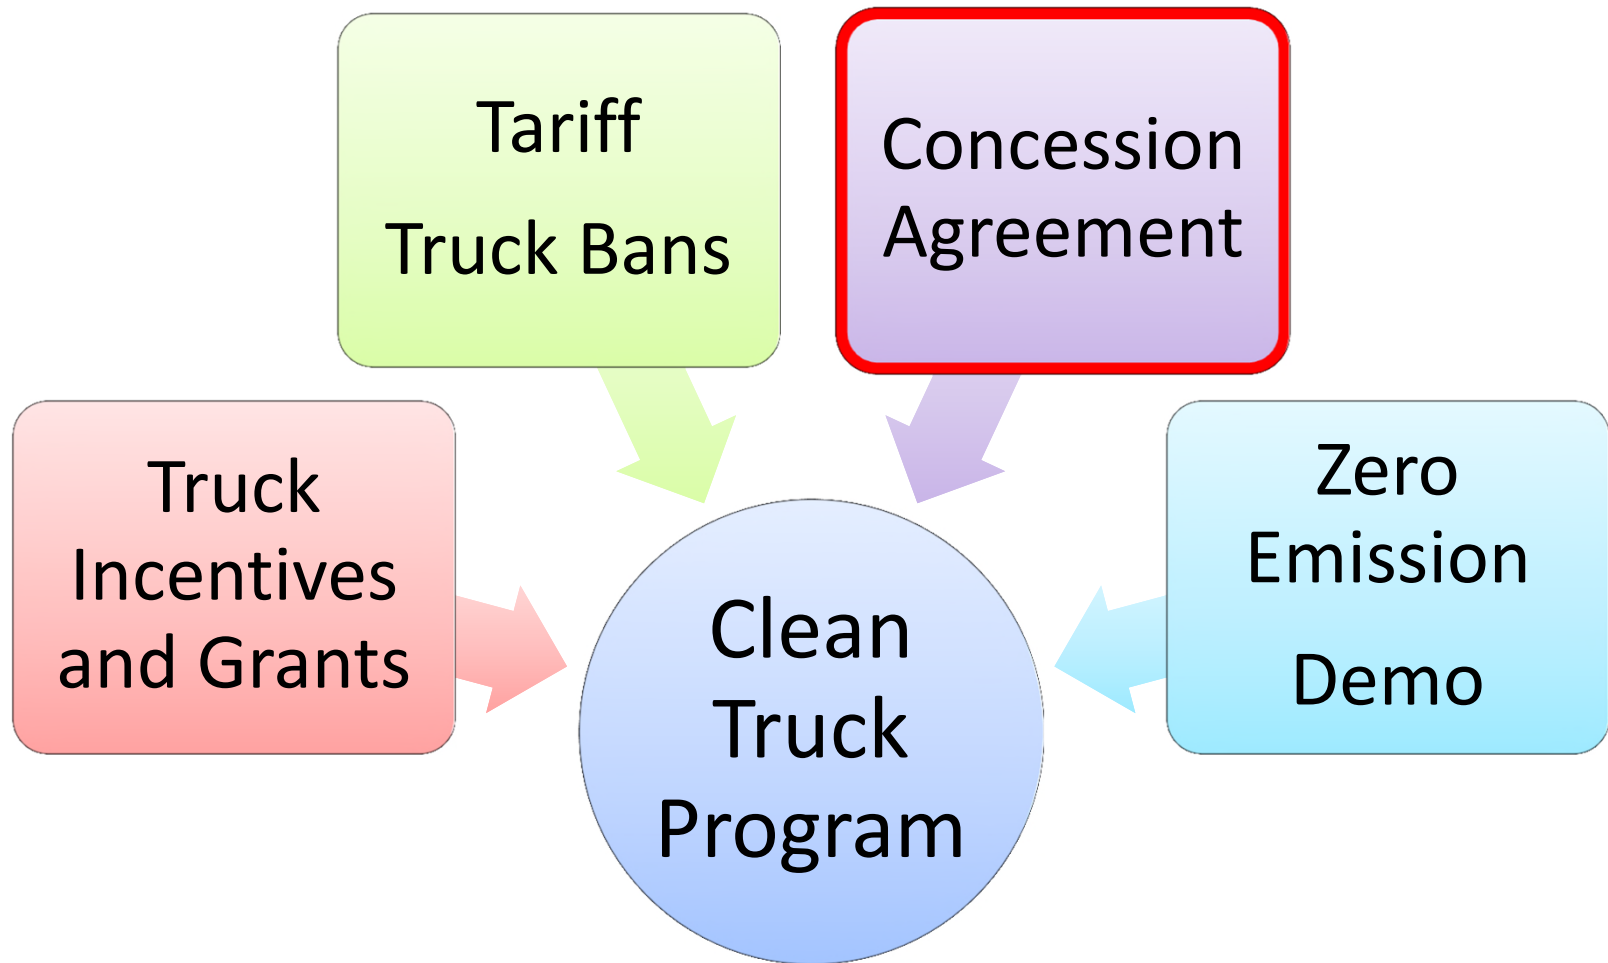 Tariff
Truck Bans
Concession
Agreement
Truck
Incentives
and Grants
Zero
Emission
Demo
Clean
Truck
Program